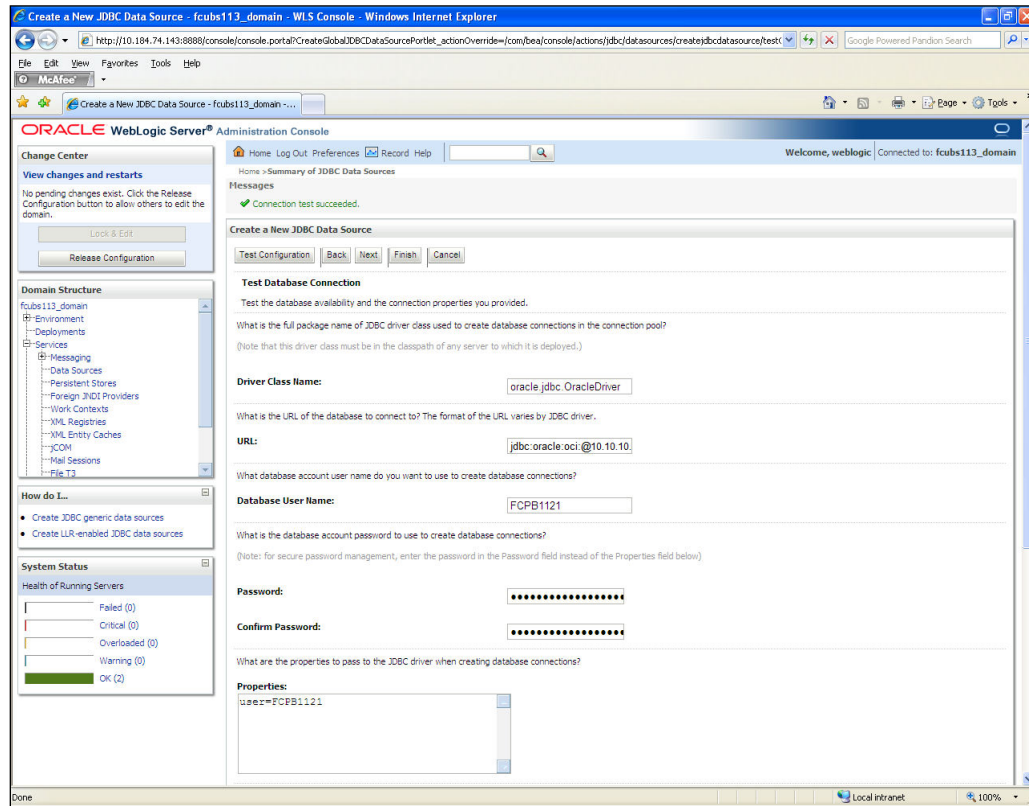 Create a New JDBC Data Source - fcubs113_domain - WLS Console - Windows Internet Explorer
http://10.184.74.143:8888/console/console.portal?CreateGlobalJDBCDataSourcePortlet_actionOverride=/com/bea/console/actions/jdbc/datasources/createjdbcdatasource/test(
Google Powered Pandion Search
File Edit View Favorites Tools Help
McAfee
Create a New JDBC Data Source - fcubs113_domain -...
Page Tools
ORACLE WebLogic Server® Administration Console
Change Center
View changes and restarts
No pending changes exist. Click the Release
Configuration button to allow others to edit the
domain.
Lock & Edit
Release Configuration
Domain Structure
fcubs113_domain
Environment
Deployments
Services
Messaging
Data Sources
Persistent Stores
Foreign JNDI Providers
Work Contexts
XML Registries
XML Entity Caches
jCOM
Mail Sessions
File T3
How do I...
Create JDBC generic data sources
Create LLR-enabled JDBC data sources
System Status
Health of Running Servers
Failed (0)
Critical (0)
Overloaded (0)
Warning (0)
OK (2)
Home Log Out Preferences Record Help
Welcome, weblogic Connected to: fcubs113_domain
Home >Summary of JDBC Data Sources
Messages
Connection test succeeded.
Create a New JDBC Data Source
Test Configuration Back Next Finish Cancel
Test Database Connection
Test the database availability and the connection properties you provided.
What is the full package name of JDBC driver class used to create database connections in the connection pool?
(Note that this driver class must be in the classpath of any server to which it is deployed.)
Driver Class Name: oracle.jdbc.OracleDriver
What is the URL of the database to connect to? The format of the URL varies by JDBC driver.
URL: jdbc:oracle:oci:@10.10.10.
What database account user name do you want to use to create database connections?
Database User Name: FCPB1121
What is the database account password to use to create database connections?
(Note: for secure password management, enter the password in the Password field instead of the Properties field below)
Password: ••••••••••••••••••
Confirm Password: ••••••••••••••••••
What are the properties to pass to the JDBC driver when creating database connections?
Properties:
user=FCPB1121
Done
Local intranet
100%